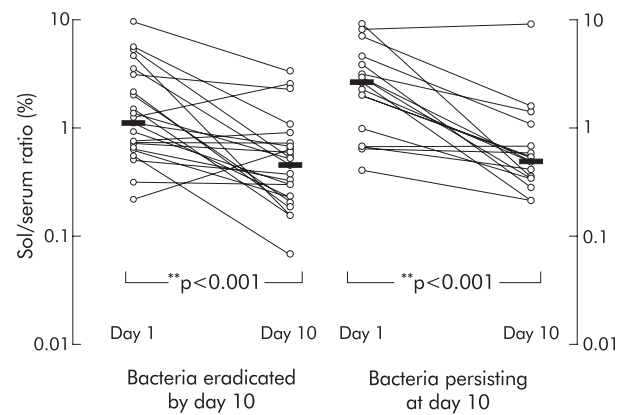 10
1
0.1
0.01
Sol/serum ratio (%)
**p<0.001
Day 1
Day 10
Bacteria eradicated
by day 10
**p<0.001
Day 1
Day 10
Bacteria persisting
at day 10
10
1
0.1
0.01